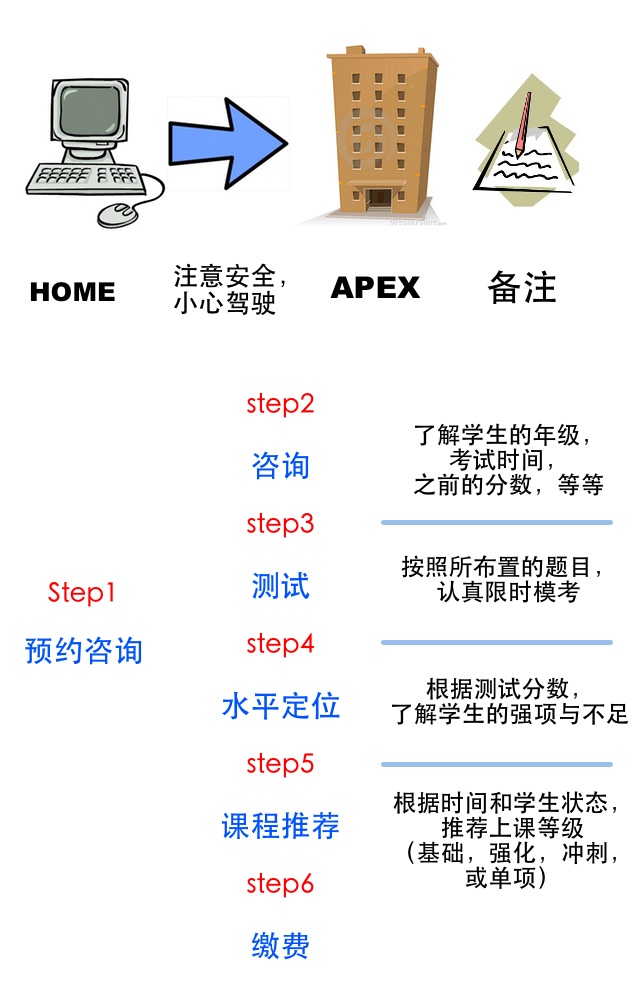 HOME
注意安全，
小心驾驶
APEX
备注
Step1
预约咨询
step2
咨询
了解学生的年级，
考试时间，
之前的分数，等等
step3
测试
按照所布置的题目，
认真限时模考
step4
水平定位
根据测试分数，
了解学生的强项与不足
step5
课程推荐
根据时间和学生状态，
推荐上课等级
（基础，强化，冲刺，
或单项）
step6
缴费